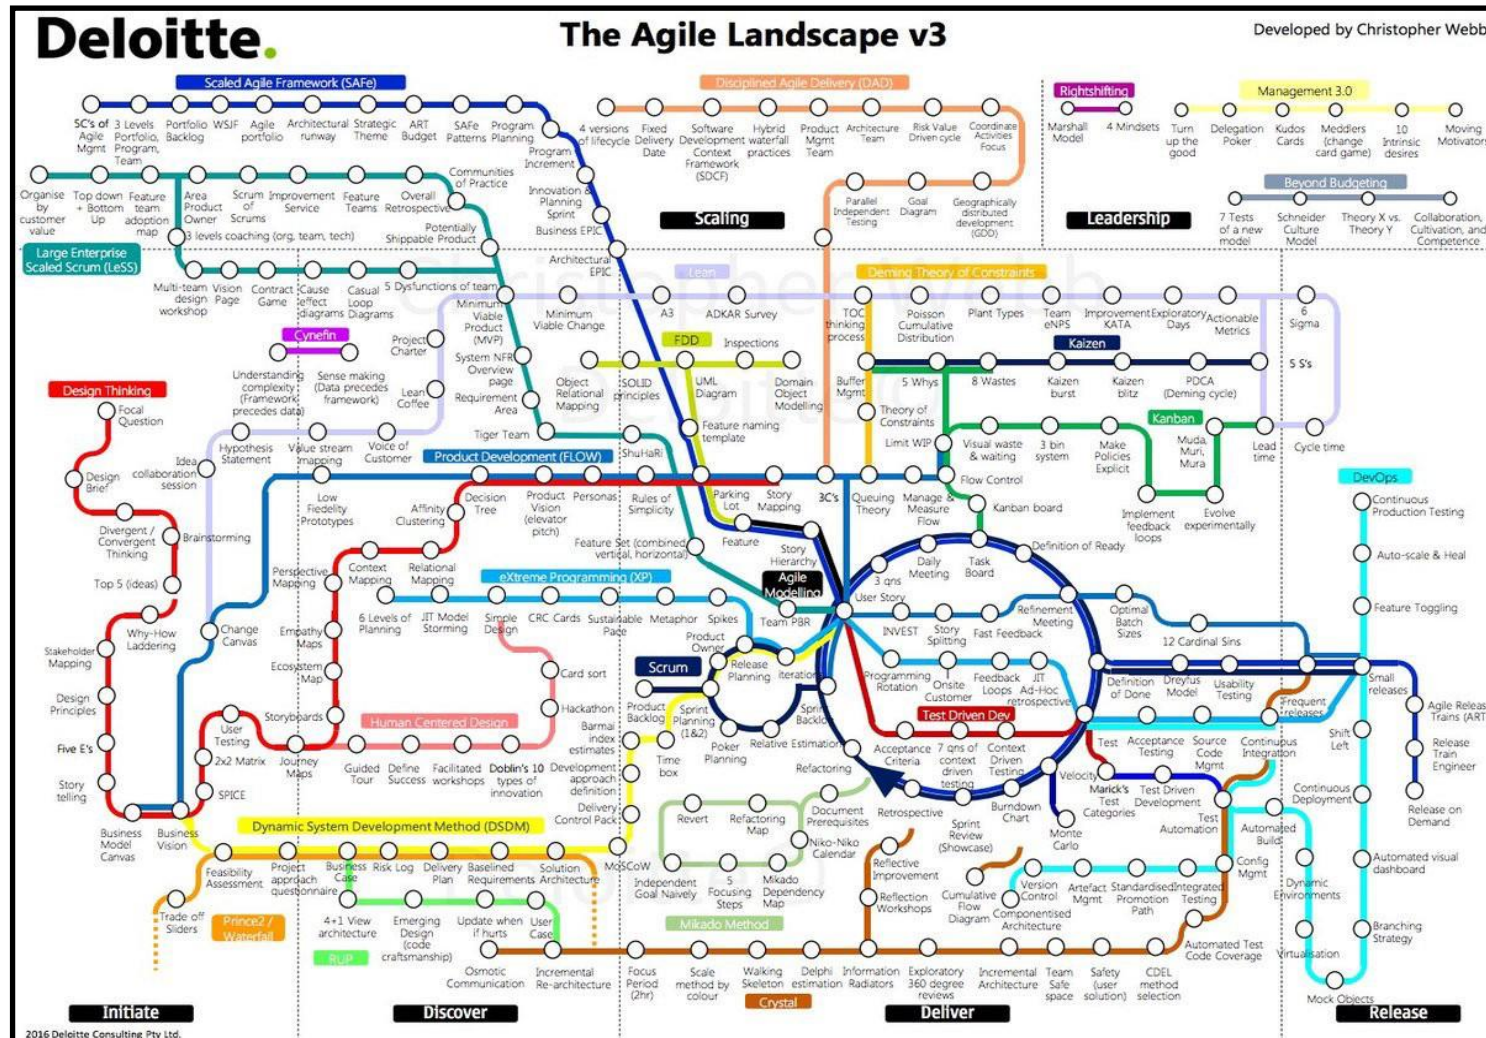 Deloitte.
The Agile Landscape v3
Developed by Christopher Webb
Scaled Agile Framework (SAFe)
5C's of
Agile
Mgmt
3 Levels
Portfolio,
Program,
Team
Portfolio
Backlog
WSJF
Agile
portfolio
Architectural
runway
Strategic
Theme
ART
Budget
SAFe
Patterns
Program
Planning
Program
Increment
Innovation &
Planning
Sprint
Business EPIC
Architectural
EPIC
Disciplined Agile Delivery (DAD)
4 versions
of lifecycle
Fixed
Delivery
Date
Software
Development
Context
Framework
(SDCF)
Hybrid
waterfall
practices
Product
Mgmt
Team
Architecture
Team
Risk Value
Driven cycle
Coordinate
Activities
Focus
Parallel
Independent
Testing
Goal
Diagram
Geographically
distributed
development
(GDD)
Scaling
Rightshifting
Marshall
Model
4 Mindsets
Management 3.0
Turn
up the
good
Delegation
Poker
Kudos
Cards
Meddlers
(change
card game)
10
Intrinsic
desires
Moving
Motivators
Beyond Budgeting
7 Tests
of a new
model
Schneider
Culture
Model
Theory X vs.
Theory Y
Collaboration,
Cultivation, and
Competence
Leadership
Organise
by
customer
value
Top down
+ Bottom
Up
Feature
team
adoption
map
Area
Product
Owner
Scrum
of
Scrums
Improvement
Service
Feature
Teams
Overall
Retrospective
Communities
of Practice
Potentially
Shippable Product
3 levels coaching (org, team, tech)
Large Enterprise
Scaled Scrum (LeSS)
Multi-team
design
workshop
Vision
Page
Contract
Game
Cause
effect
diagrams
Casual
Loop
Diagrams
5 Dysfunctions of team
Minimum
Viable
Product
(MVP)
System NFR
Overview
page
Requirement
Area
Tiger Team
ShuHaRi
Lean
Minimum
Viable Change
A3
ADKAR Survey
Deming Theory of Constraints
TOC
thinking
process
Poisson
Cumulative
Distribution
Plant Types
Team
eNPS
Improvement
KATA
Exploratory
Days
Actionable
Metrics
6
Sigma
5 S's
Cynefin
Understanding
complexity
(Framework
precedes data)
Sense making
(Data precedes
framework)
Project
Charter
Lean
Coffee
FDD
Inspections
Object
Relational
Mapping
SOLID
principles
UML
Diagram
Domain
Object
Modelling
Feature naming
template
Kaizen
Buffer
Mgmt
5 Whys
8 Wastes
Kaizen
burst
Kaizen
blitz
PDCA
(Deming cycle)
Theory of
Constraints
Limit WIP
Visual waste
& waiting
3 bin
system
Make
Policies
Explicit
Kanban
Muda,
Muri,
Mura
Lead
time
Cycle time
Implement
feedback
loops
Evolve
experimentally
Design Thinking
Focal
Question
Design
Brief
Divergent /
Convergent
Thinking
Brainstorming
Top 5 (ideas)
Why-How
Laddering
Stakeholder
Mapping
Design
Principles
Five E's
Story
telling
Business
Model
Canvas
Business
Vision
SPICE
2x2 Matrix
User
Testing
Journey
Maps
Storyboards
Ecosystem
Map
Empathy
Maps
Perspective
Mapping
Context
Mapping
Relational
Mapping
Affinity
Clustering
Decision
Tree
Idea
collaboration
session
Hypothesis
Statement
Value stream
mapping
Voice of
Customer
Product Development (FLOW)
Change
Canvas
Low
Fiedelity
Prototypes
Product
Vision
(elevator
pitch)
Personas
Rules of
Simplicity
Parking
Lot
Story
Mapping
3C's
Queuing
Theory
Manage &
Measure
Flow
Flow Control
Kanban board
Feature
Story
Hierarchy
Feature Set (combined,
vertical, horizontal)
Agile
Modelling
Team PBR
eXtreme Programming (XP)
6 Levels of
Planning
JIT Model
Storming
Simple
Design
CRC Cards
Sustainable
Pace
Metaphor
Spikes
Card sort
Hackathon
Human Centered Design
Guided
Tour
Define
Success
Facilitated
workshops
Doblin's 10
types of
innovation
Scrum
Product
Backlog
Sprint
Planning
(1&2)
Product
Owner
Release
Planning
Iteration
Sprint
Backlog
Poker
Planning
Relative Estimation
3 qns
Daily
Meeting
Task
Board
Definition of Ready
User Story
INVEST
Story
Splitting
Fast Feedback
Refinement
Meeting
Optimal
Batch
Sizes
12 Cardinal Sins
Programming
Rotation
Onsite
Customer
Feedback
Loops
JIT
Ad-Hoc
retrospective
Definition
of Done
Dreyfus
Model
Usability
Testing
Frequent
releases
Small
releases
Test Driven Dev
Acceptance
Criteria
7 qns of
context
driven
testing
Context
Driven
Testing
Test
Acceptance
Testing
Source
Code
Mgmt
Continuous
Integration
Velocity
Marick's
Test
Categories
Test Driven
Development
Test
Automation
Monte
Carlo
Burndown
Chart
Sprint
Review
(Showcase)
Retrospective
Refactoring
DevOps
Continuous
Production Testing
Auto-scale & Heal
Feature Toggling
Agile Release
Trains (ART
Release
Train
Engineer
Release on
Demand
Shift
Left
Continuous
Deployment
Automated visual
dashboard
Branching
Strategy
Mock Objects
Virtualisation
Dynamic
Environments
Automated
Build
Config
Mgmt
Barmai
index
estimates
Time
box
Development
approach
definition
Delivery
Control Pack
MoSCoW
Dynamic System Development Method (DSDM)
Feasibility
Assessment
Project
approach
questionnaire
Business
Case
Risk Log
Delivery
Plan
Baselined
Requirements
Solution
Architecture
Trade off
Sliders
Prince2 /
Waterfall
4+1 View
architecture
Emerging
Design
(code
craftsmanship)
Update when
if hurts
User
Case
RUP
Revert
Refactoring
Map
Document
Prerequisites
Niko-Niko
Calendar
Independent
Goal Naively
5
Focusing
Steps
Mikado
Dependency
Map
Mikado Method
Reflective
Improvement
Reflection
Workshops
Cumulative
Flow
Diagram
Version
Control
Componentised
Architecture
Artefact
Mgmt
Standardised
Promotion
Path
Integrated
Testing
Automated Test
Code Coverage
Osmotic
Communication
Incremental
Re-architecture
Focus
Period
(2hr)
Scale
method by
colour
Walking
Skeleton
Delphi
estimation
Information
Radiators
Exploratory
360 degree
reviews
Incremental
Architecture
Team
Safe
space
Safety
(user
solution)
CDEL
method
selection
Crystal
Initiate
Discover
Deliver
Release
2016 Deloitte Consulting Pty Ltd.